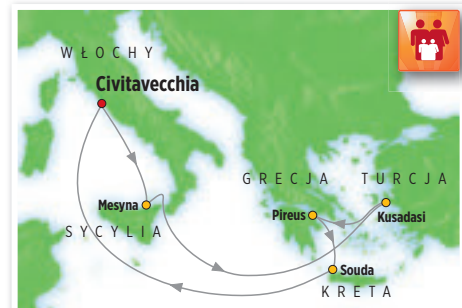 WŁOCHY
Civitavecchia
GRECJA TURCJA
Mesyna
Pireus
Kusadasi
SYCYLIA
Souda
KRETA